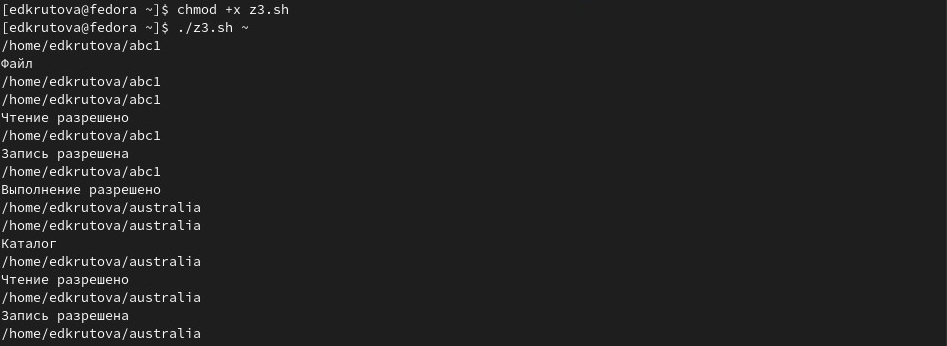 [edkrutova@fedora ~]$ chmod +x z3.sh
[edkrutova@fedora ~]$ ./z3.sh ~
/home/edkrutova/abc1
Файл
/home/edkrutova/abc1
/home/edkrutova/abc1
Чтение разрешено
/home/edkrutova/abc1
Запись разрешена
/home/edkrutova/abc1
Выполнение разрешено
/home/edkrutova/australia
/home/edkrutova/australia
Каталог
/home/edkrutova/australia
Чтение разрешено
/home/edkrutova/australia
Запись разрешена
/home/edkrutova/australia